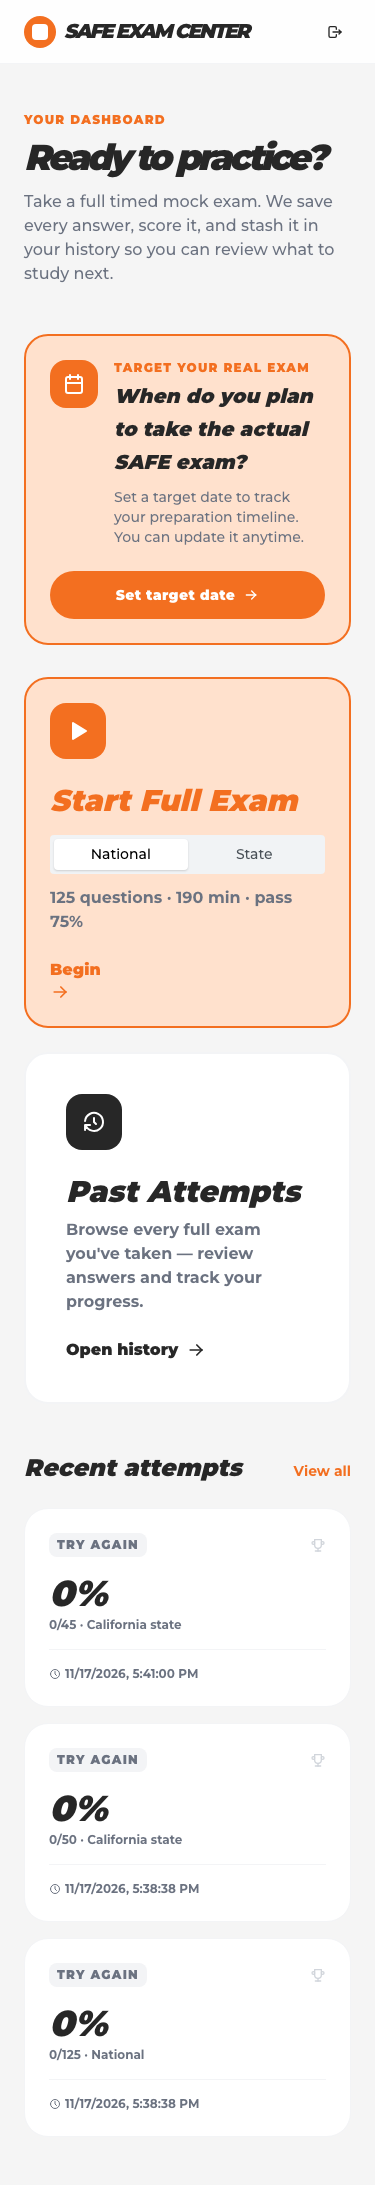 SAFE EXAM CENTER
YOUR DASHBOARD
Ready to practice?
Take a full timed mock exam. We save
every answer, score it, and stash it in
your history so you can review what to
study next.
TARGET YOUR REAL EXAM
When do you plan
to take the actual
SAFE exam?
Set a target date to track
your preparation timeline.
You can update it anytime.
Set target date →
Start Full Exam
National State
125 questions · 190 min · pass
75%
Begin
→
Past Attempts
Browse every full exam
you've taken — review
answers and track your
progress.
Open history →
Recent attempts View all
TRY AGAIN
0%
0/45 · California state
11/17/2026, 5:41:00 PM
TRY AGAIN
0%
0/50 · California state
11/17/2026, 5:38:38 PM
TRY AGAIN
0%
0/125 · National
11/17/2026, 5:38:38 PM